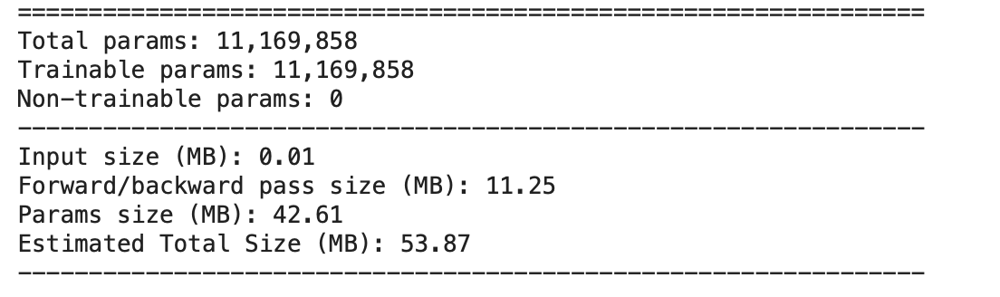 ================================================================
Total params: 11,169,858
Trainable params: 11,169,858
Non-trainable params: 0
----------------------------------------------------------------
Input size (MB): 0.01
Forward/backward pass size (MB): 11.25
Params size (MB): 42.61
Estimated Total Size (MB): 53.87
----------------------------------------------------------------